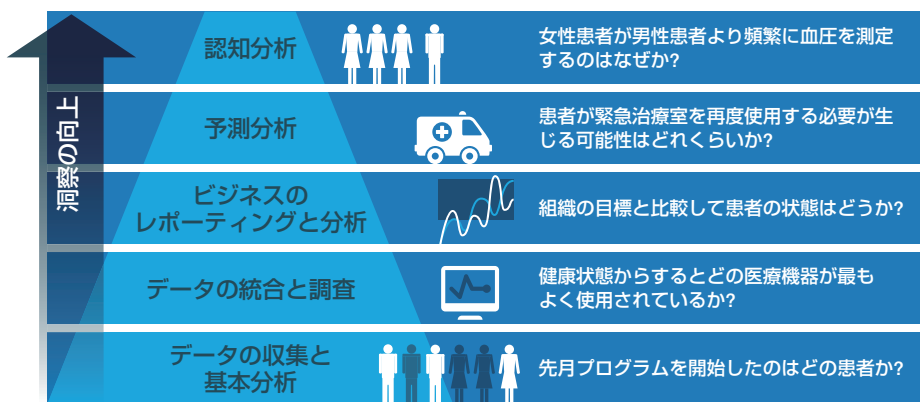 洞察の向上
認知分析
女性患者が男性患者より頻繁に血圧を測定
するのはなぜか?
予測分析
患者が緊急治療室を再度使用する必要が生
じる可能性はどれくらいか?
ビジネスの
レポーティングと分析
組織の目標と比較して患者の状態はどうか?
データの統合と調査
健康状態からするとどの医療機器が最も
よく使用されているか?
データの収集と
基本分析
先月プログラムを開始したのはどの患者か?